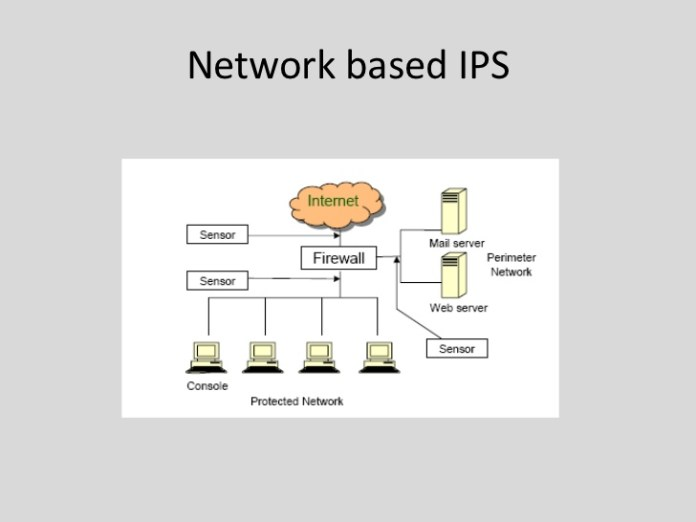 Network based IPS
Internet
Sensor
Firewall
Mail server
Perimeter
Network
Sensor
Web server
Sensor
Console
Protected Network